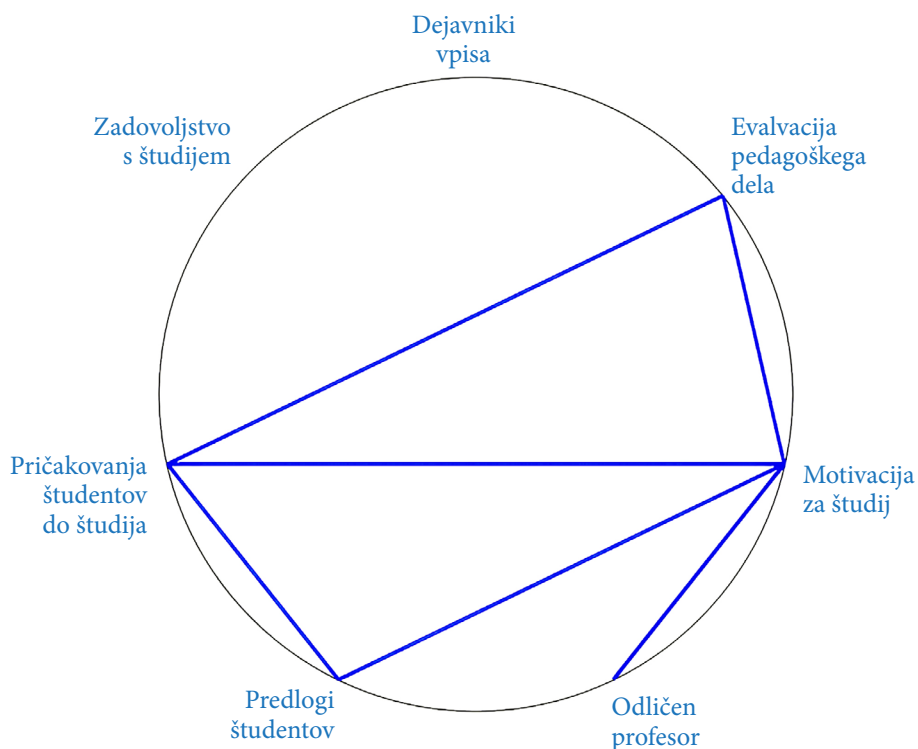 Dejavniki
vpisa
Zadovoljstvo
s študijem
Evalvacija
pedagoškega
dela
Pričakovanja
študentov
do študija
Motivacija
za študij
Predlogi
študentov
Odličen
profesor